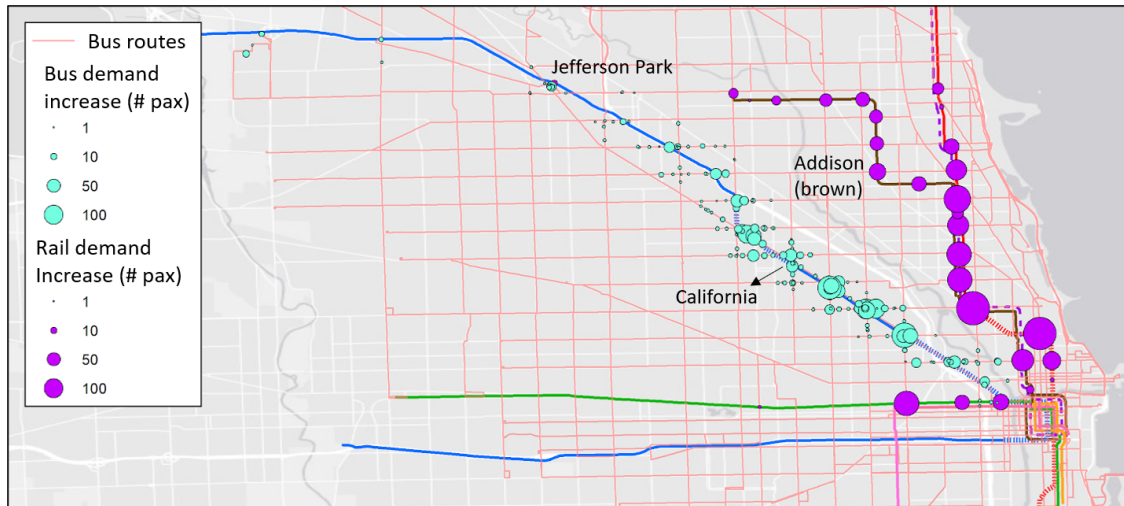 Bus routes
Bus demand
increase (# pax)
1
10
50
100
Rail demand
Increase (# pax)
1
10
50
100
Jefferson Park
Addison
(brown)
California